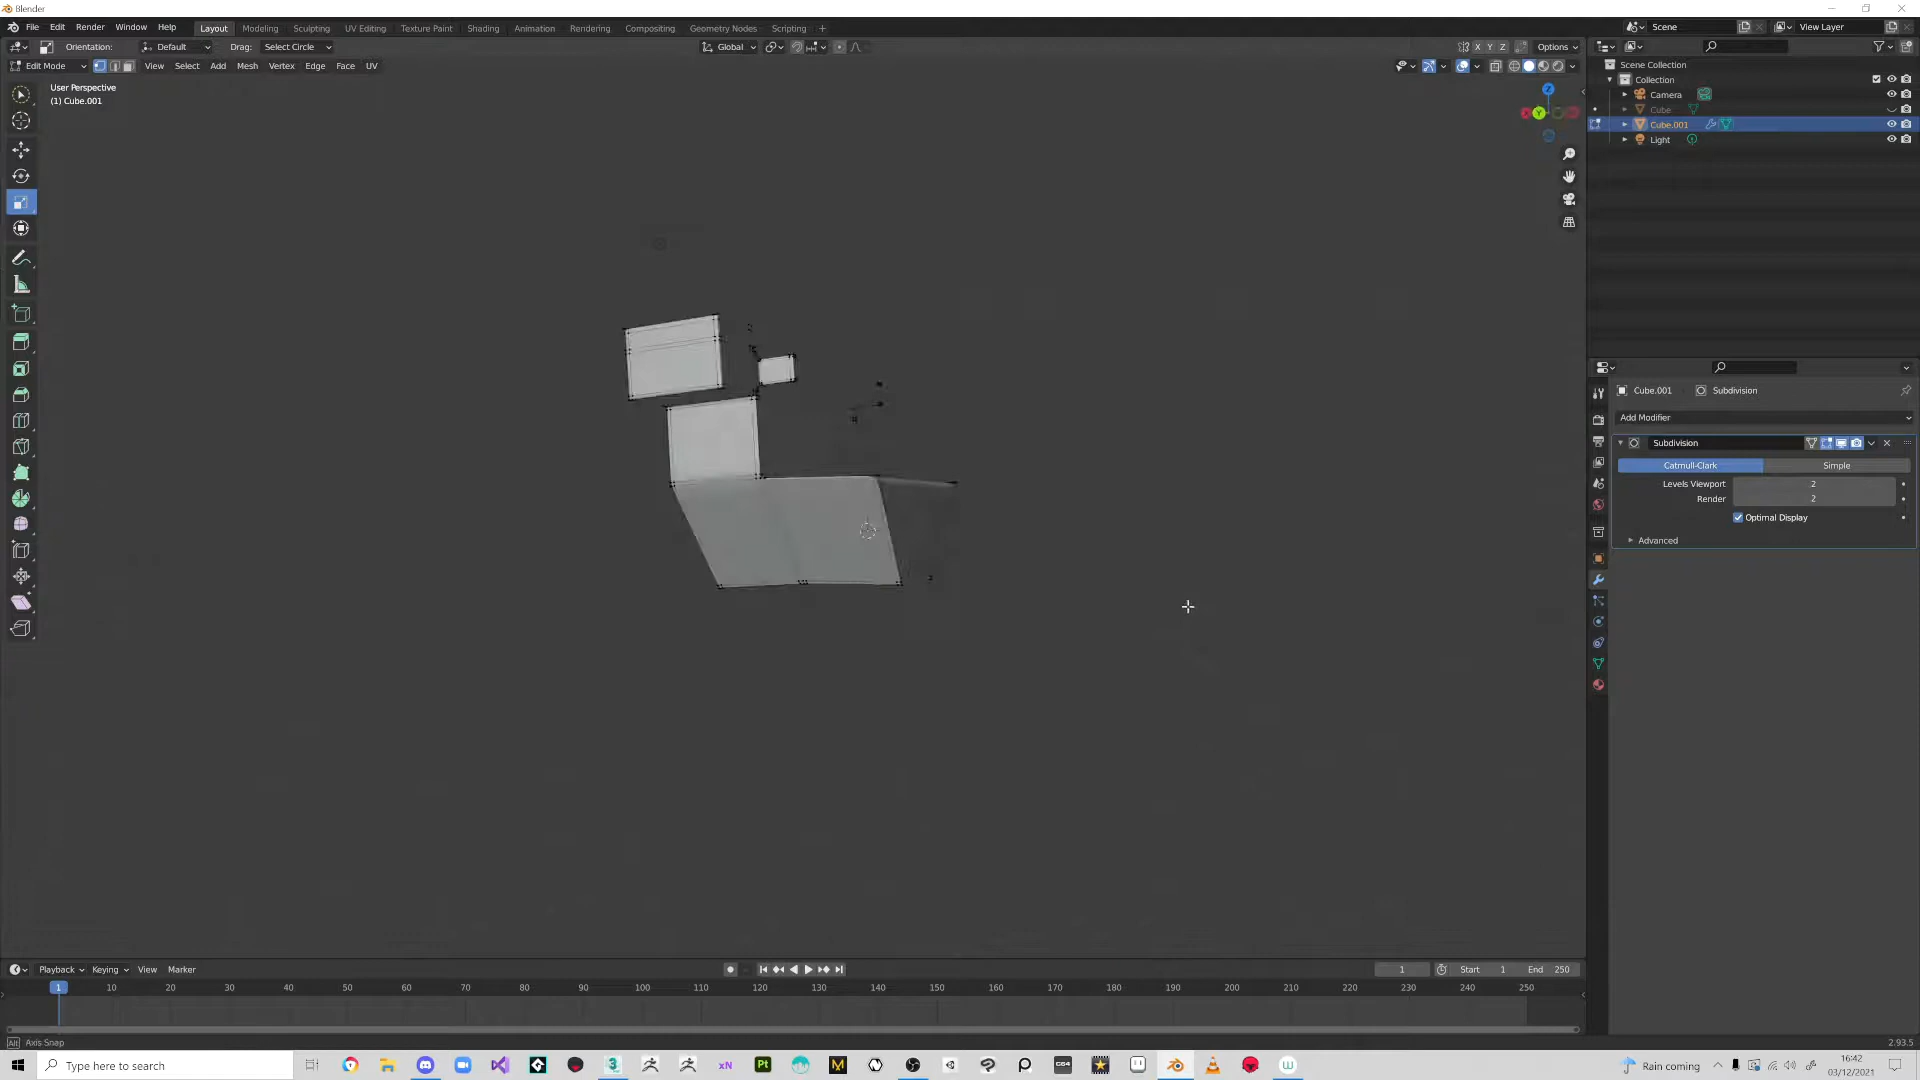 Blender
File Edit Render Window Help Layout Modeling Sculpting UV Editing Texture Paint Shading Animation Rendering Compositing Geometry Nodes Scripting + Scene View Layer
Orientation: Default Drag: Select Circle Global X Y Z Options
Edit Mode View Select Add Mesh Vertex Edge Face UV
User Perspective
(1) Cube.001
Z
Y
Scene Collection
Collection
Camera
Cube
Cube.001
Light
Cube.001 Subdivision
Add Modifier
Subdivision
Catmull-Clark Simple
Levels Viewport 2
Render 2
Optimal Display
Advanced
Playback Keying View Marker 1 Start 1 End 250
1 10 20 30 40 50 60 70 80 90 100 110 120 130 140 150 160 170 180 190 200 210 220 230 240 250
Alt Axis Snap 2.93.5
Type here to search 3 xN Pt C64 Rain coming 16:42
03/12/2021